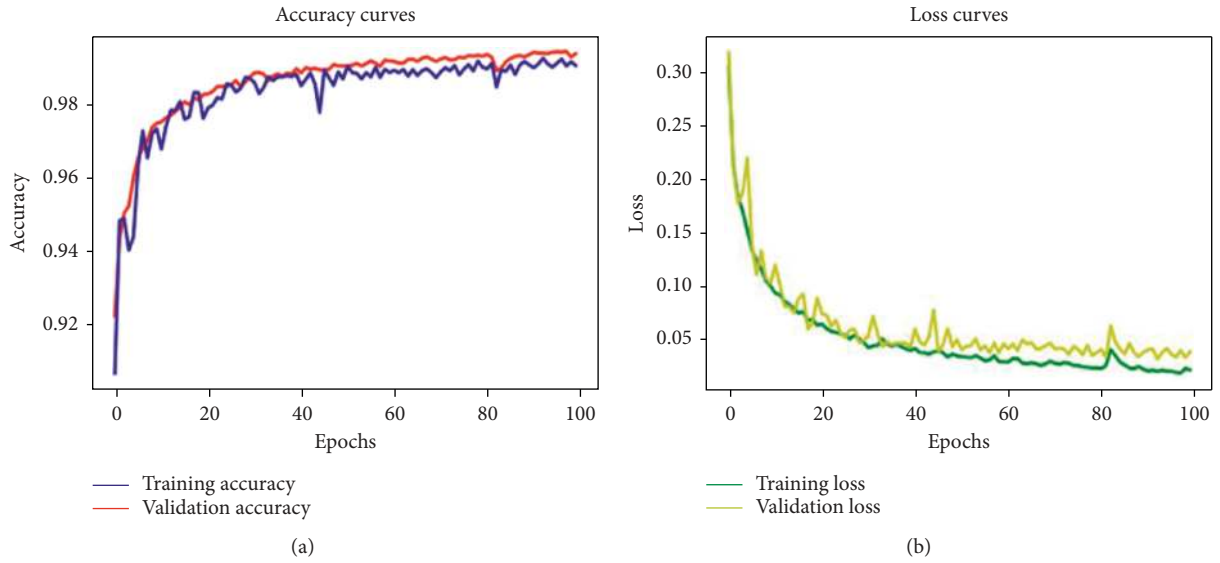 Accuracy curves
0.98
0.96
0.94
0.92
Accuracy
0 20 40 60 80 100
Epochs
Training accuracy
Validation accuracy
(a)
Loss curves
0.30
0.25
0.20
0.15
0.10
0.05
Loss
0 20 40 60 80 100
Epochs
Training loss
Validation loss
(b)